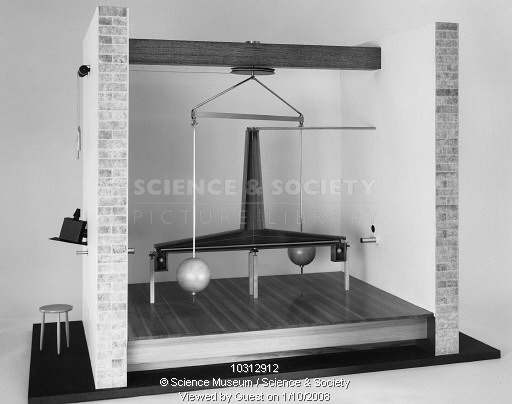 SCIENCE & SOCIETY
PICTURE LIBRARY
10312912
© Science Museum / Science & Society
Viewed by Guest on 1/10/2008